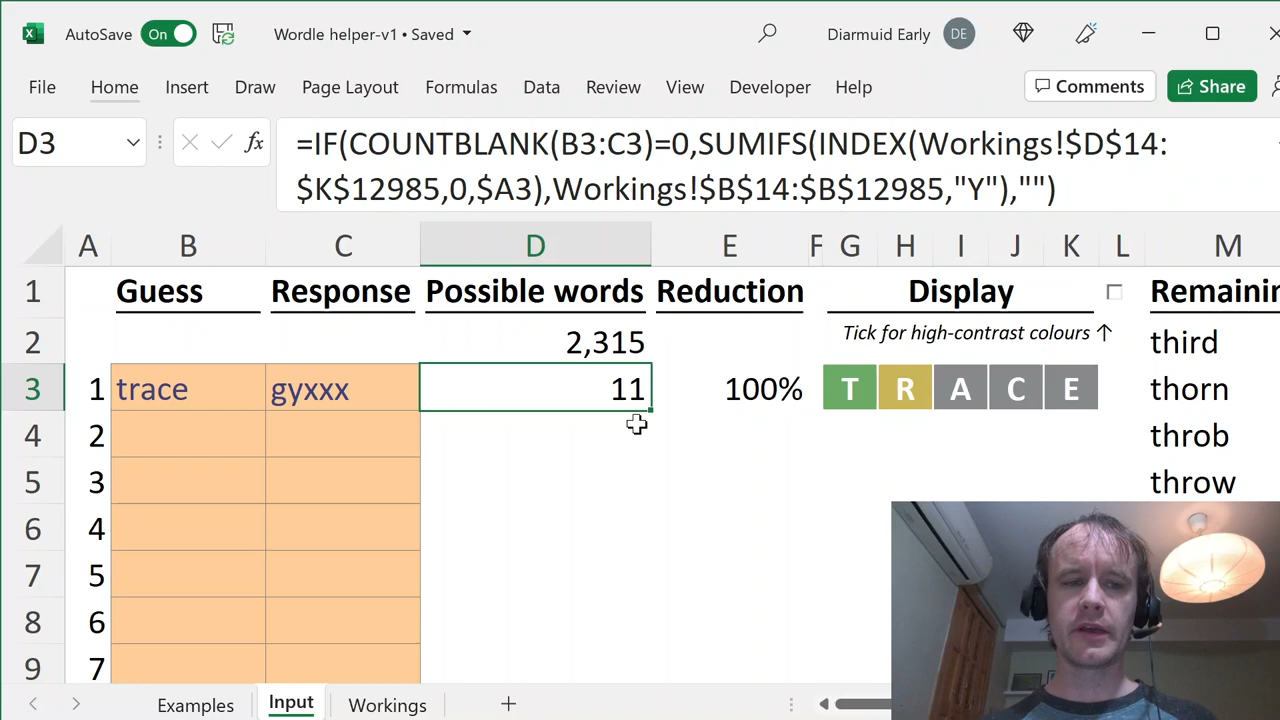 AutoSave On Wordle helper-v1 • Saved Diarmuid Early DE
File Home Insert Draw Page Layout Formulas Data Review View Developer Help Comments Share
D3 fx =IF(COUNTBLANK(B3:C3)=0,SUMIFS(INDEX(Workings!$D$14:
$K$12985,0,$A3),Workings!$B$14:$B$12985,"Y"),"")
A B C D E F G H I J K L M
1 Guess Response Possible words Reduction Display Remainin
2 2,315 Tick for high-contrast colours ↑ third
3 1 trace gyxxx 11 100% T R A C E thorn
4 2 throb
5 3 throw
6 4
7 5
8 6
9 7
Examples Input Workings